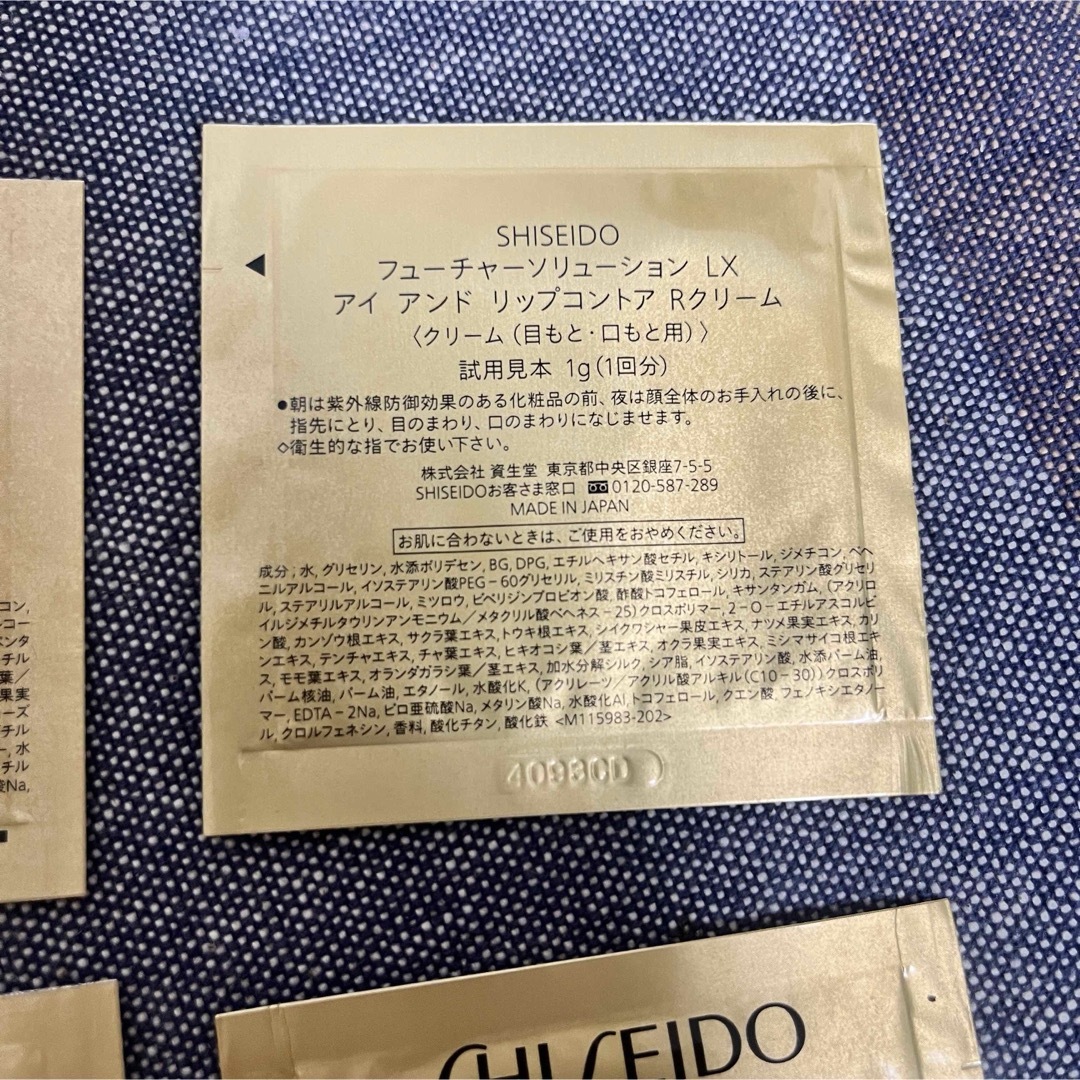 SHISEIDO
フューチャーソリューション LX
アイ アンド リップコントア Rクリーム
〈クリーム(目もと・口もと用)〉
試用見本 1g(1回分)
●朝は紫外線防御効果のある化粧品の前、夜は顔全体のお手入れの後に、
指先にとり、目のまわり、口のまわりになじませます。
◇衛生的な指でお使い下さい。
株式会社 資生堂 東京都中央区銀座7-5-5
SHISEIDOお客さま窓口 0120-587-289
MADE IN JAPAN
お肌に合わないときは、ご使用をおやめください。
成分;水,グリセリン,水添ポリデセン,BG,DPG,エチルヘキサン酸セチル,キシリトール,ジメチコン,ベヘ
ニルアルコール,イソステアリン酸PEG-60グリセリル,ミリスチン酸ミリスチル,シリカ,ステアリン酸グリセリ
ル,ステアリルアルコール,ミツロウ,ピペリジンプロピオン酸,酢酸トコフェロール,キサンタンガム,(アクリロ
イルジメチルタウリンアンモニウム/メタクリル酸ベヘネス-25)クロスポリマー,2-O-エチルアスコルビ
ン酸,カンゾウ根エキス,サクラ葉エキス,トウキ根エキス,シイクワシャー果皮エキス,ナツメ果実エキス,カリ
ンエキス,テンチャエキス,チャ葉エキス,ヒキオコシ葉/茎エキス,オクラ果実エキス,ミシマサイコ根エキ
ス,モモ葉エキス,オランダガラシ葉/茎エキス,加水分解シルク,シア脂,イソステアリン酸,水添パーム油,
パーム核油,パーム油,エタノール,水酸化K,(アクリレーツ/アクリル酸アルキル(C10-30))クロスポリ
マー,EDTA-2Na,ピロ亜硫酸Na,メタリン酸Na,水酸化Al,トコフェロール,クエン酸,フェノキシエタノー
ル,クロルフェネシン,香料,酸化チタン,酸化鉄 <M115983-202>
4093CD
コン,
ルコー
ペンタ
チル
葉/
果実
ーズ
チル
ー,水
チル
酸Na,
SHISEIDO